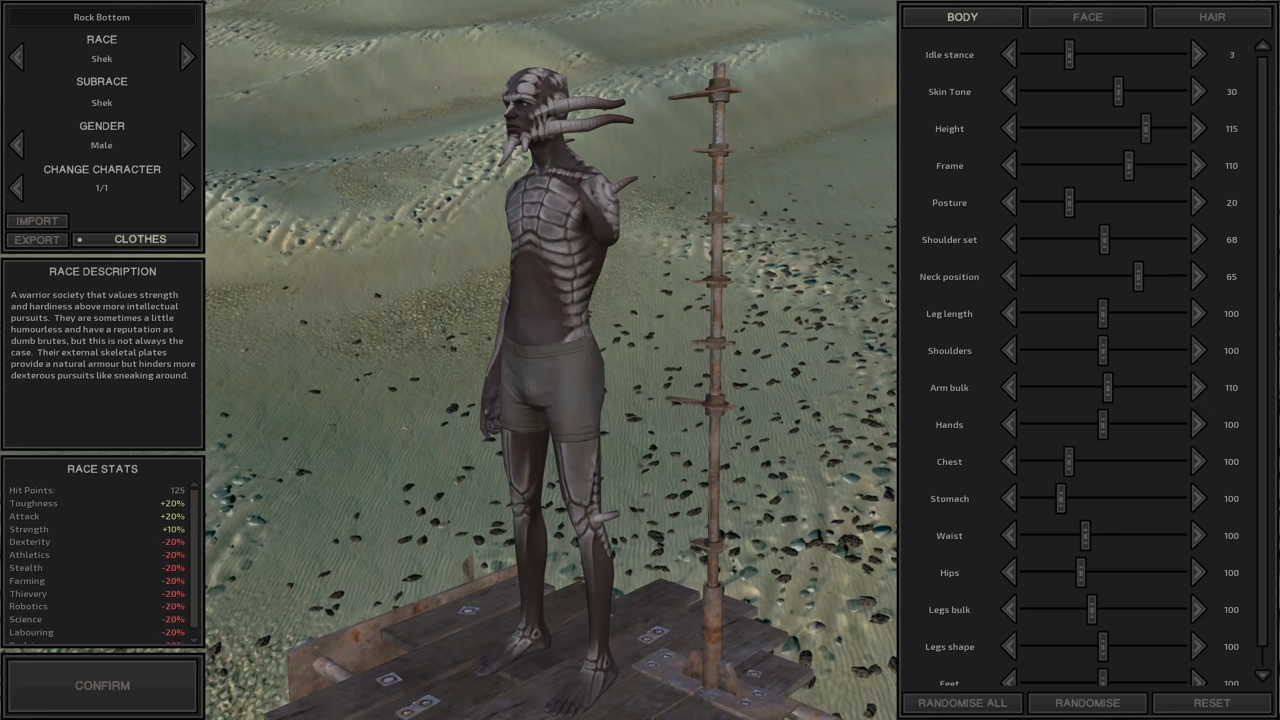 Rock Bottom
RACE
Shek
SUBRACE
Shek
GENDER
Male
CHANGE CHARACTER
1/1
IMPORT
EXPORT
CLOTHES
RACE DESCRIPTION
A warrior society that values strength
and hardiness above more intellectual
pursuits. They are sometimes a little
humourless and have a reputation as
dumb brutes, but this is not always the
case. Their external skeletal plates
provide a natural armour but hinders more
dexterous pursuits like sneaking around.
RACE STATS
Hit Points: 125
Toughness +20%
Attack +20%
Strength +10%
Dexterity -20%
Athletics -20%
Stealth -20%
Farming -20%
Thievery -20%
Robotics -20%
Science -20%
Labouring -20%
CONFIRM
BODY FACE HAIR
Idle stance 3
Skin Tone 30
Height 115
Frame 110
Posture 20
Shoulder set 68
Neck position 65
Leg length 100
Shoulders 100
Arm bulk 110
Hands 100
Chest 100
Stomach 100
Waist 100
Hips 100
Legs bulk 100
Legs shape 100
Feet 100
RANDOMISE ALL RANDOMISE RESET